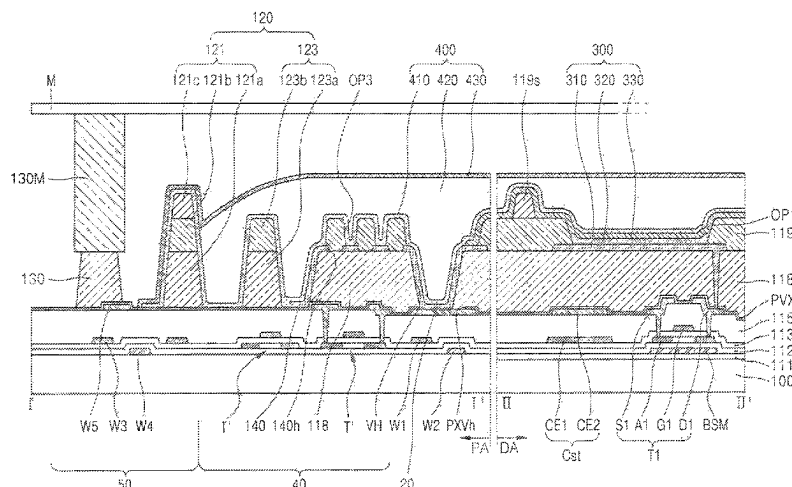 120
121 123 400 300
121c 121b 121a 123b 123a OP3 410 420 430 119s 310 320 330
M
130M
OP
119
130
118
PVX
115
113
112
111
100
I I' II II'
W5 W3 W4 140 140h 118 VH W1 W2 PXVh CE1 CE2 S1 A1 G1 D1 BSM
PA DA
Cst T1
50 40 20